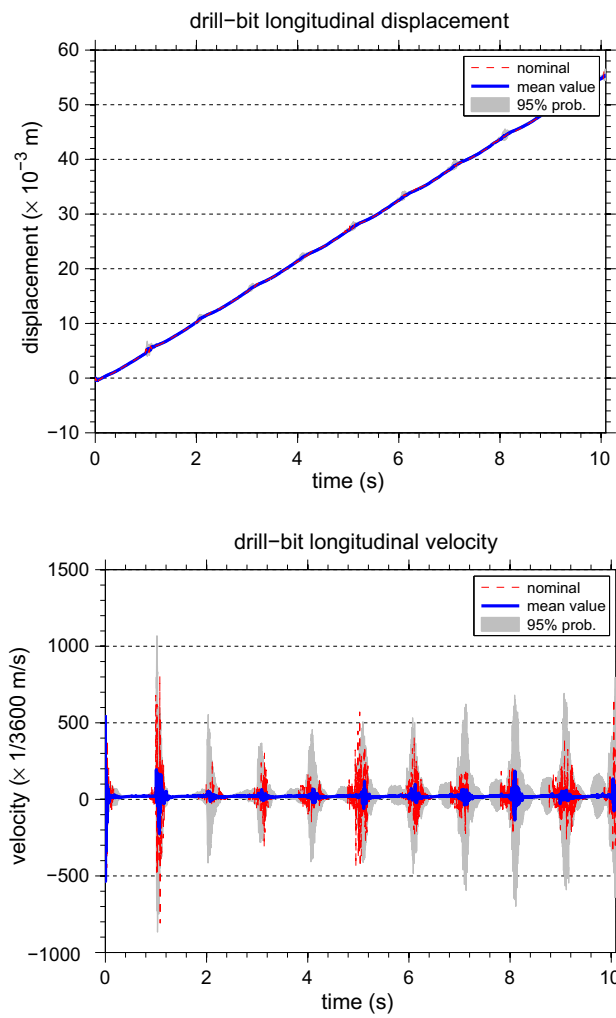 drill−bit longitudinal displacement
60
50
40
30
20
10
0
−10
displacement (× 10⁻³ m)
nominal
mean value
95% prob.
0 2 4 6 8 10
time (s)
drill−bit longitudinal velocity
1500
1000
500
0
−500
−1000
velocity (× 1/3600 m/s)
nominal
mean value
95% prob.
0 2 4 6 8 10
time (s)